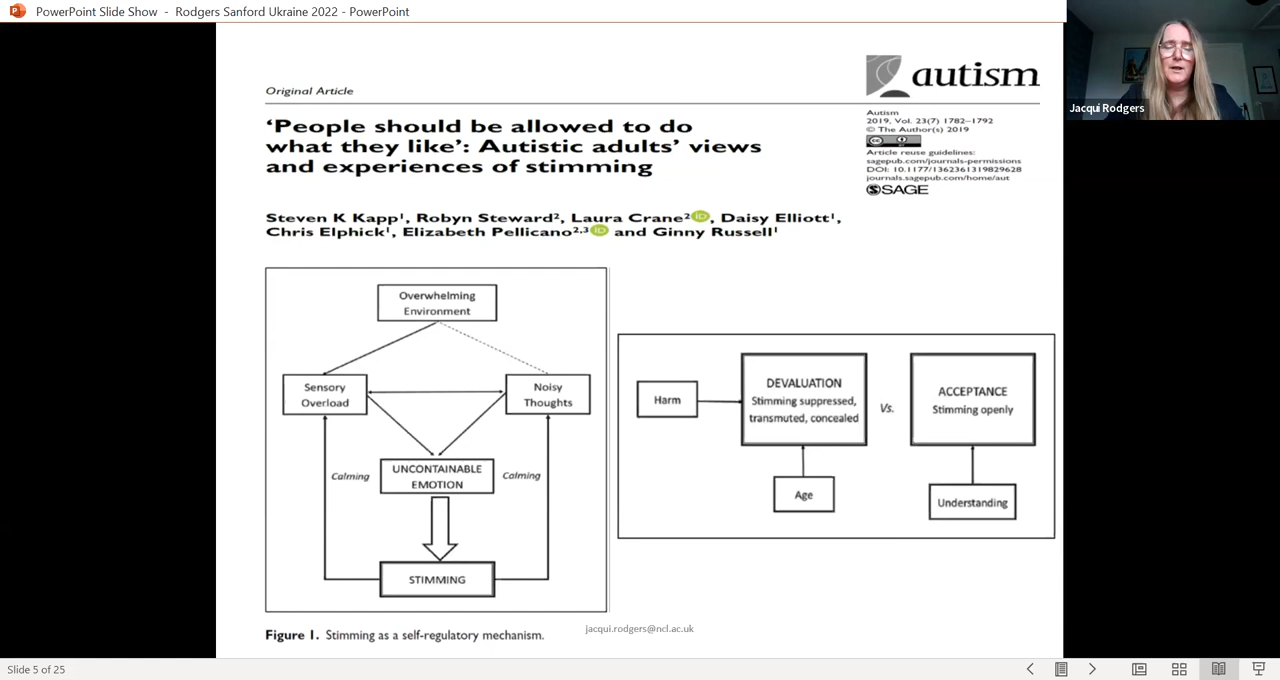 PowerPoint Slide Show - Rodgers Sanford Ukraine 2022 - PowerPoint
Jacqui Rodgers
Original Article
autism
Autism
2019, Vol. 23(7) 1782–1792
© The Author(s) 2019
Article reuse guidelines:
sagepub.com/journals-permissions
DOI: 10.1177/1362361319829628
journals.sagepub.com/home/aut
SAGE
‘People should be allowed to do
what they like’: Autistic adults’ views
and experiences of stimming
Steven K Kapp¹, Robyn Steward², Laura Crane² iD, Daisy Elliott¹,
Chris Elphick¹, Elizabeth Pellicano²,³ iD and Ginny Russell¹
Overwhelming
Environment
Sensory
Overload
Noisy
Thoughts
Calming
UNCONTAINABLE
EMOTION
Calming
STIMMING
Figure 1. Stimming as a self-regulatory mechanism.
Harm
DEVALUATION
Stimming suppressed,
transmuted, concealed
Vs.
ACCEPTANCE
Stimming openly
Age
Understanding
jacqui.rodgers@ncl.ac.uk
Slide 5 of 25